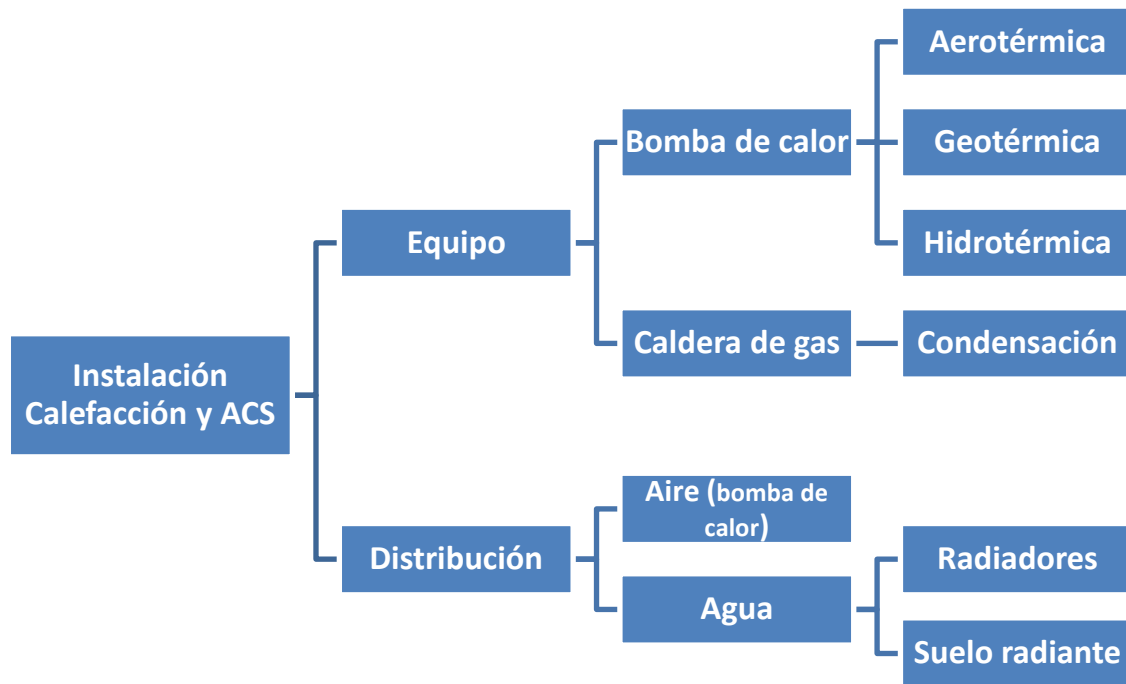 Aerotérmica
Bomba de calor
Geotérmica
Equipo
Hidrotérmica
Caldera de gas
Condensación
Instalación
Calefacción y ACS
Aire (bomba de
calor)
Distribución
Radiadores
Agua
Suelo radiante